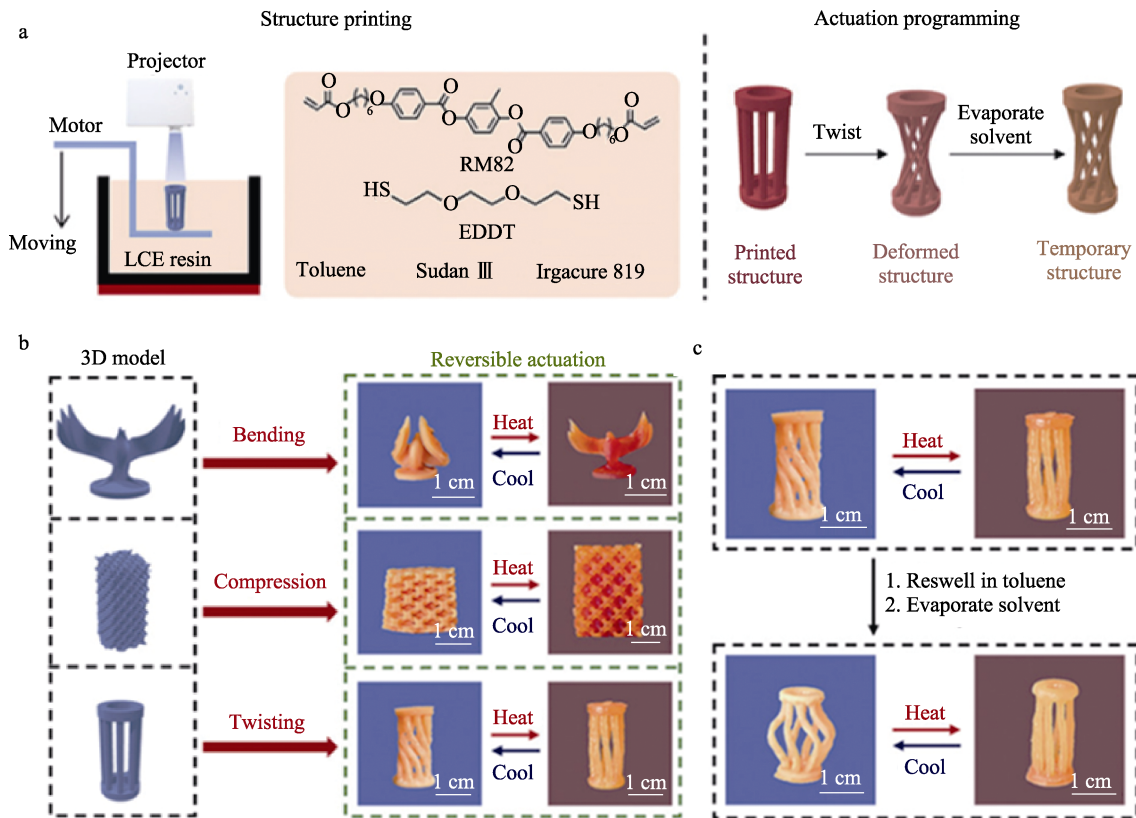 Structure printing
Actuation programming
a
Projector
Motor
Moving
LCE resin
O
O
6
O
O
O
O
O
O
6
O
O
RM82
HS
O
O
SH
EDDT
Toluene
Sudan Ⅲ
Irgacure 819
Twist
Evaporate
solvent
Printed
structure
Deformed
structure
Temporary
structure
b
3D model
Reversible actuation
Bending
Heat
Cool
1 cm
1 cm
Compression
Heat
Cool
1 cm
1 cm
Twisting
Heat
Cool
1 cm
1 cm
c
Heat
Cool
1 cm
1 cm
1. Reswell in toluene
2. Evaporate solvent
Heat
Cool
1 cm
1 cm